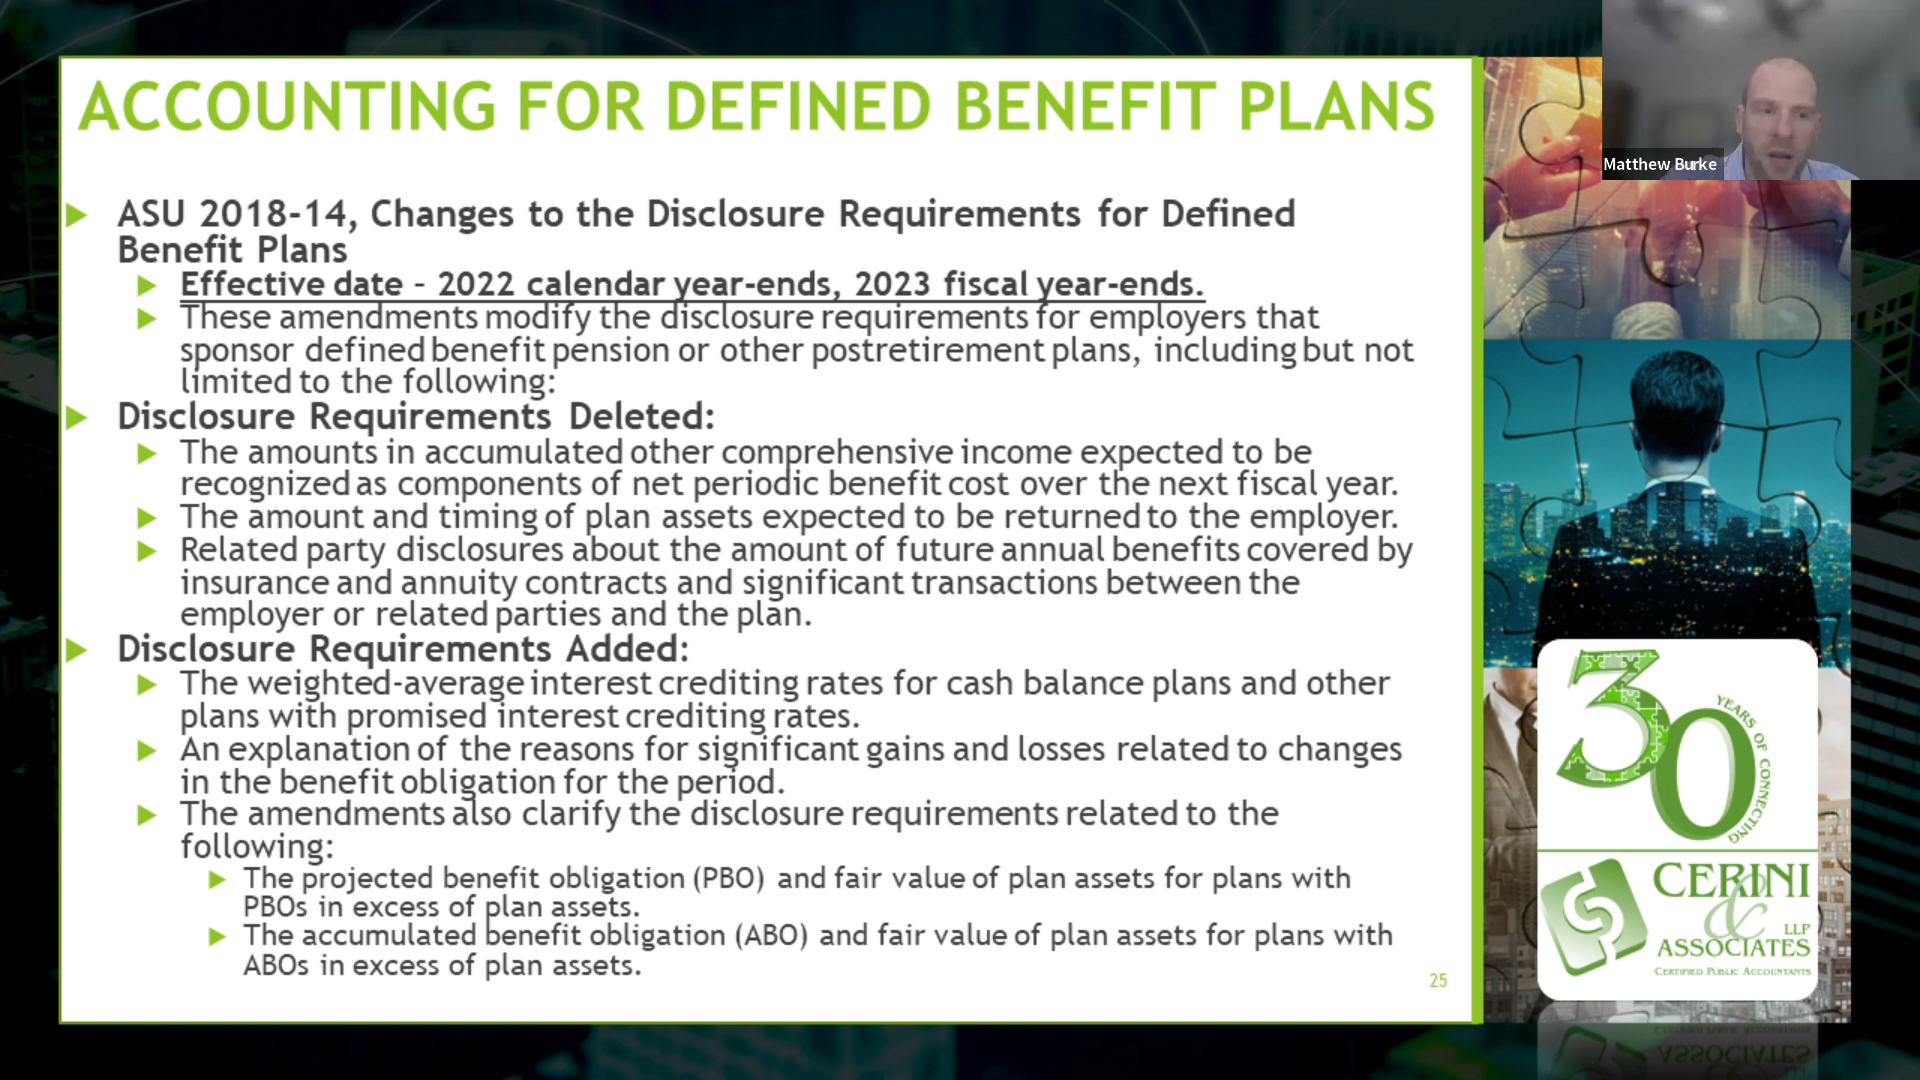 ACCOUNTING FOR DEFINED BENEFIT PLANS
Matthew Burke
ASU 2018-14, Changes to the Disclosure Requirements for Defined
Benefit Plans
Effective date - 2022 calendar year-ends, 2023 fiscal year-ends.
These amendments modify the disclosure requirements for employers that
sponsor defined benefit pension or other postretirement plans, including but not
limited to the following:
Disclosure Requirements Deleted:
The amounts in accumulated other comprehensive income expected to be
recognized as components of net periodic benefit cost over the next fiscal year.
The amount and timing of plan assets expected to be returned to the employer.
Related party disclosures about the amount of future annual benefits covered by
insurance and annuity contracts and significant transactions between the
employer or related parties and the plan.
Disclosure Requirements Added:
The weighted-average interest crediting rates for cash balance plans and other
plans with promised interest crediting rates.
An explanation of the reasons for significant gains and losses related to changes
in the benefit obligation for the period.
The amendments also clarify the disclosure requirements related to the
following:
The projected benefit obligation (PBO) and fair value of plan assets for plans with
PBOs in excess of plan assets.
The accumulated benefit obligation (ABO) and fair value of plan assets for plans with
ABOs in excess of plan assets.
25
30
YEARS OF CONNECTING
CERINI
& LLP
ASSOCIATES
CERTIFIED PUBLIC ACCOUNTANTS